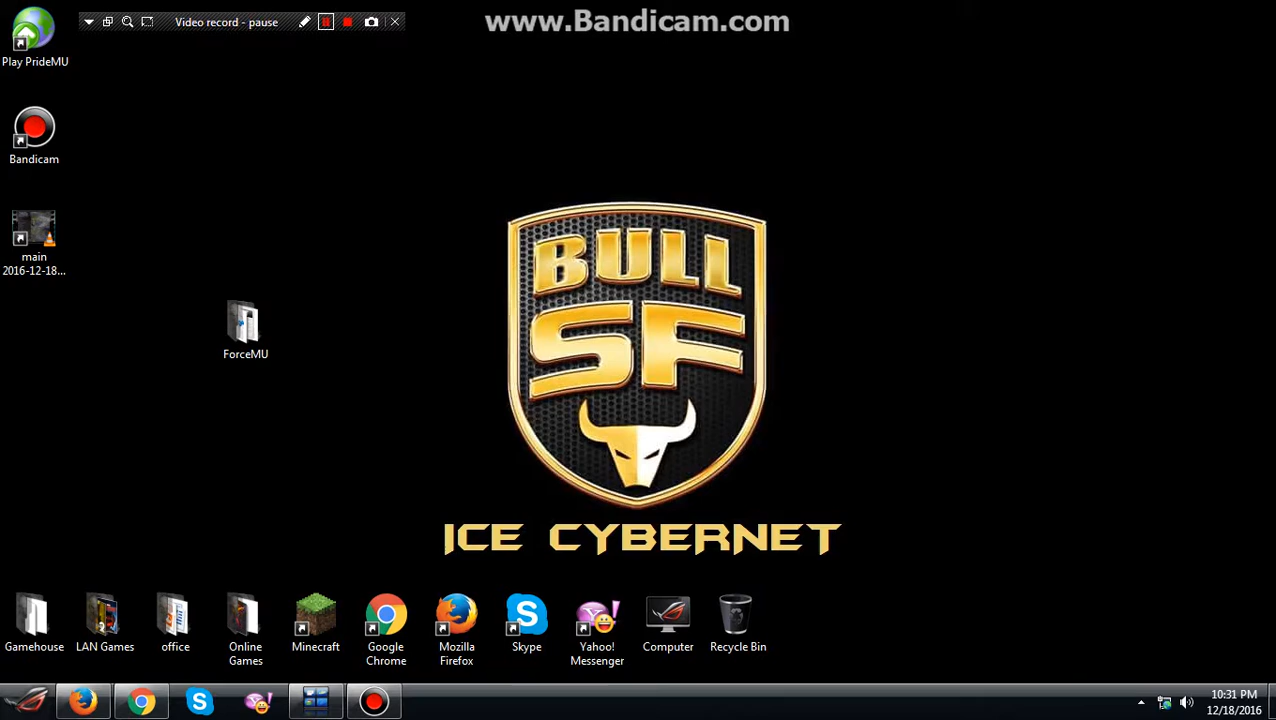 Video record - pause
www.Bandicam.com
Play PrideMU
Bandicam
main
2016-12-18...
ForceMU
BULL
SF
ICE CYBERNET
Gamehouse
LAN Games
office
Online
Games
Minecraft
Google
Chrome
Mozilla
Firefox
Skype
Yahoo!
Messenger
Computer
Recycle Bin
10:31 PM
12/18/2016